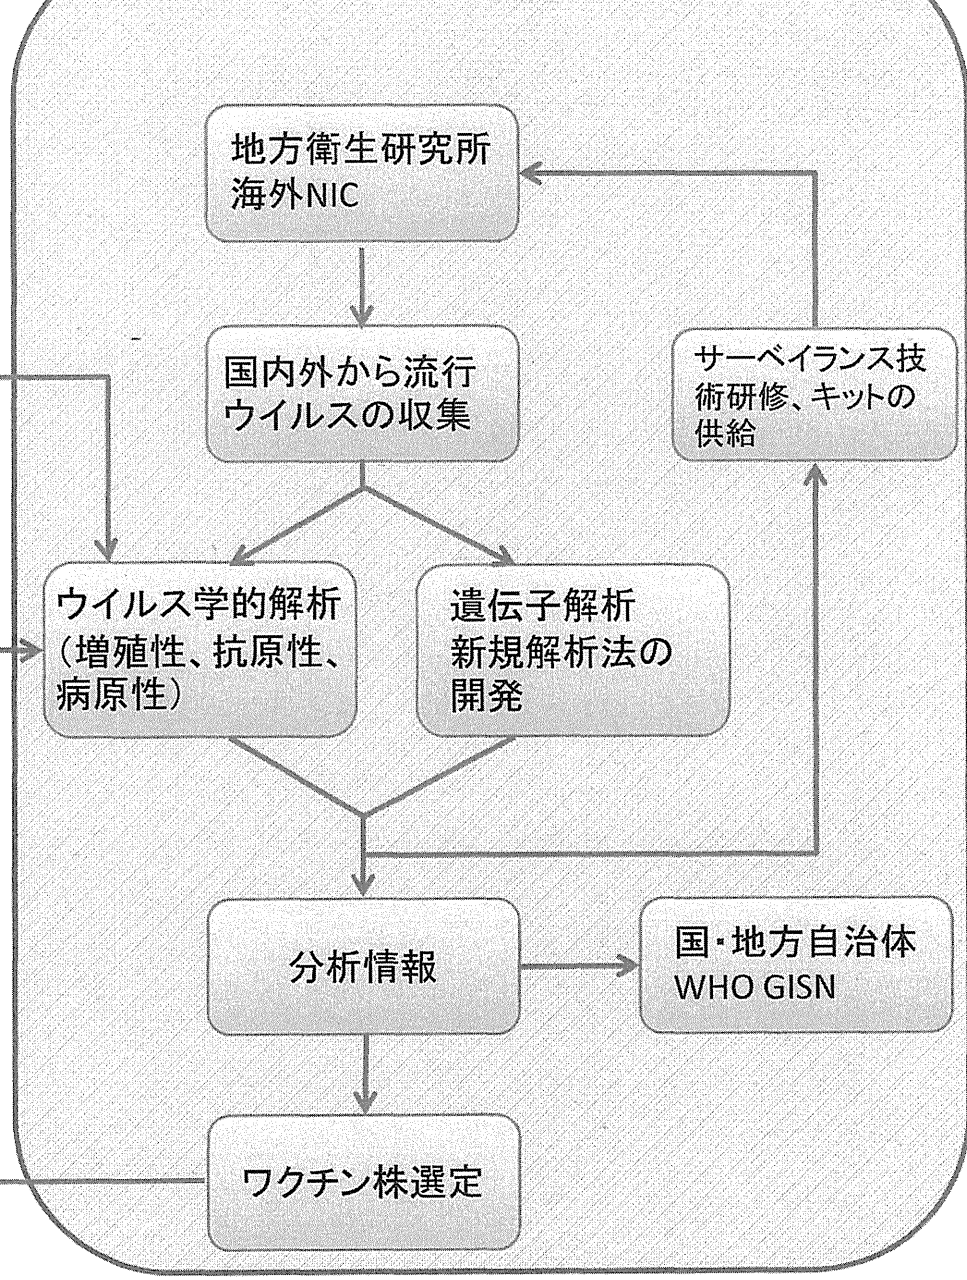 地方衛生研究所
海外NIC
国内外から流行
ウイルスの収集
サーベイランス技
術研修、キットの
供給
ウイルス学的解析
（増殖性、抗原性、
病原性）
遺伝子解析
新規解析法の
開発
分析情報
国・地方自治体
WHO GISN
ワクチン株選定